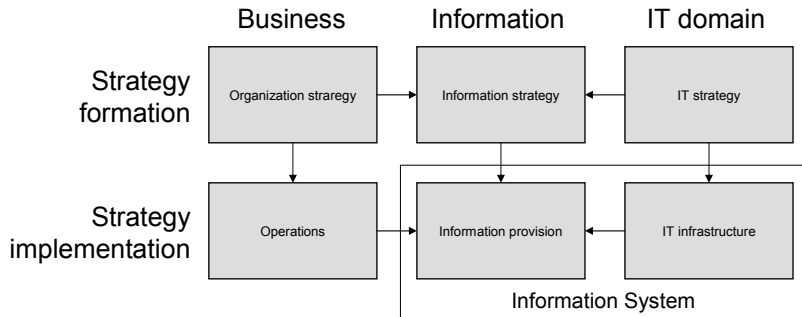 Business Information IT domain
Strategy
formation
Organization straregy Information strategy IT strategy
Strategy
implementation
Operations Information provision IT infrastructure
Information System